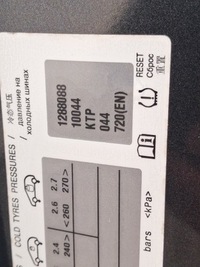 S / COLD TYRES PRESSURES / 冷态气压
/ давление на
холодных шинах
1288088
10044
KTP
044
720(EN)
RESET
Сброс
重置
2.4 2.6 2.7
240 > < 260 270 >
bars <kPa>